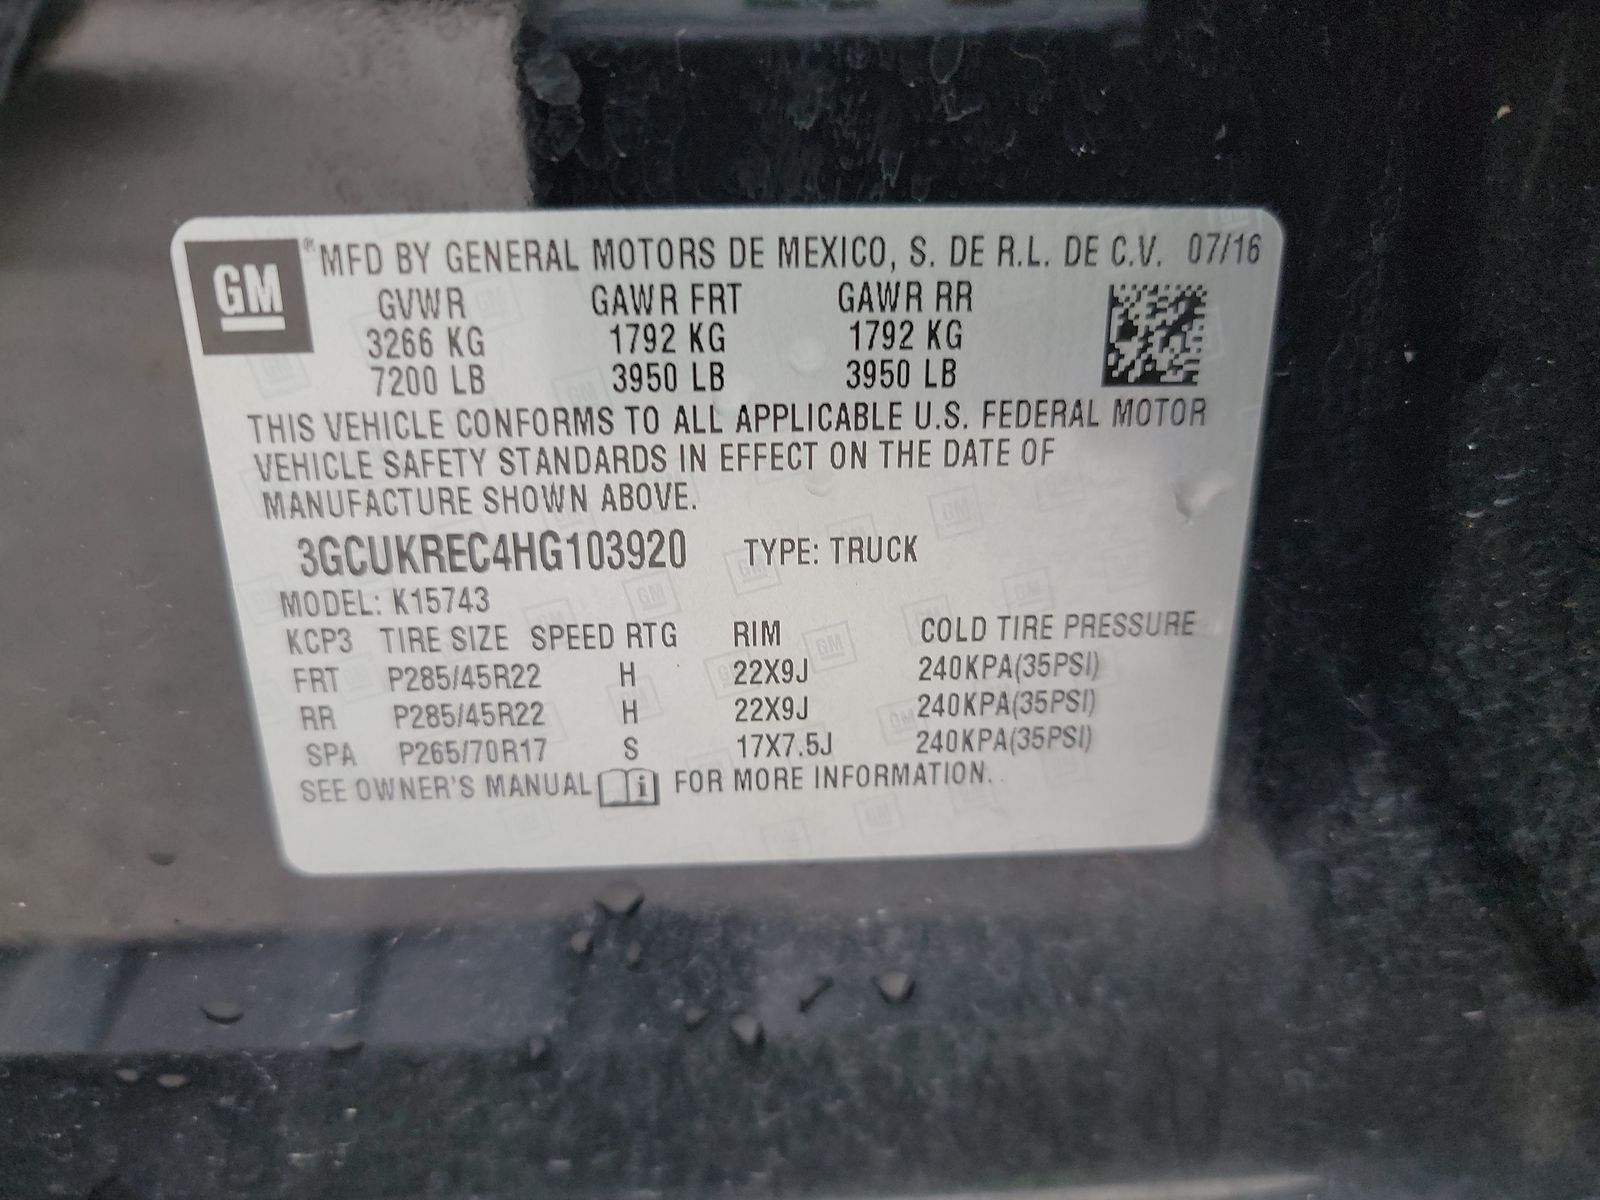 GM ® MFD BY GENERAL MOTORS DE MEXICO, S. DE R.L. DE C.V. 07/16
GVWR GAWR FRT GAWR RR
3266 KG 1792 KG 1792 KG
7200 LB 3950 LB 3950 LB
THIS VEHICLE CONFORMS TO ALL APPLICABLE U.S. FEDERAL MOTOR
VEHICLE SAFETY STANDARDS IN EFFECT ON THE DATE OF
MANUFACTURE SHOWN ABOVE.
3GCUKREC4HG103920 TYPE: TRUCK
MODEL: K15743
KCP3 TIRE SIZE SPEED RTG RIM COLD TIRE PRESSURE
FRT P285/45R22 H 22X9J 240KPA(35PSI)
RR P285/45R22 H 22X9J 240KPA(35PSI)
SPA P265/70R17 S 17X7.5J 240KPA(35PSI)
SEE OWNER'S MANUAL i FOR MORE INFORMATION.